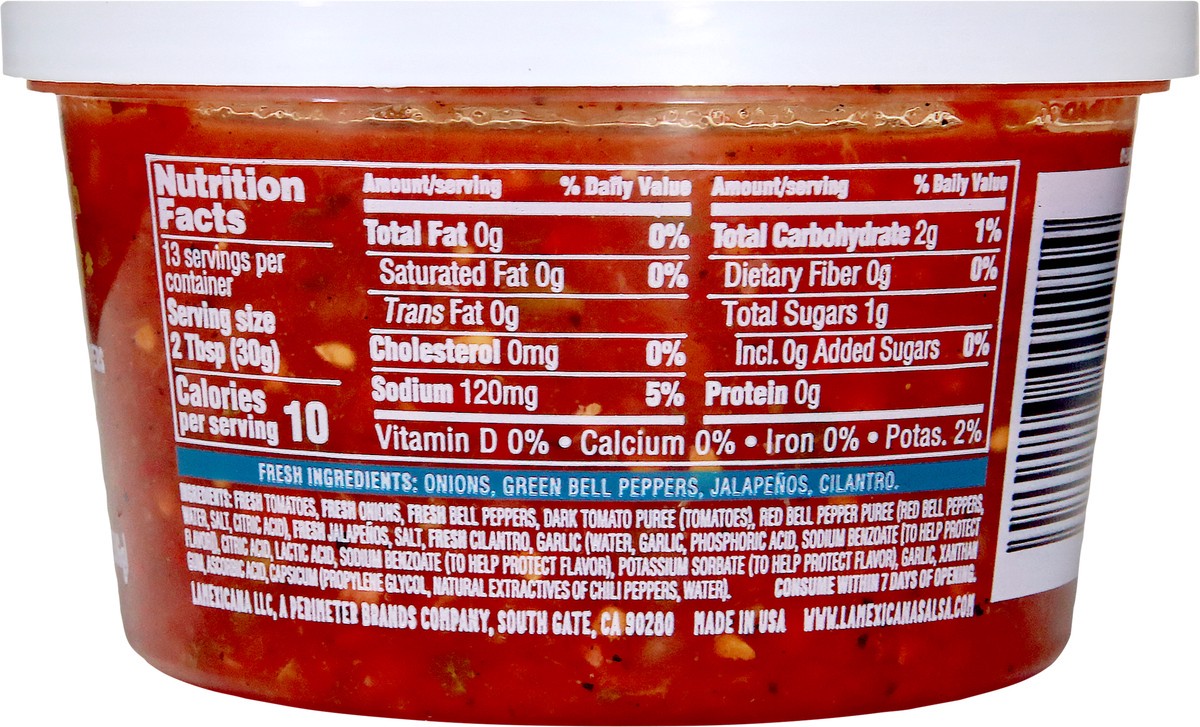 Nutrition
Facts
13 servings per
container
Serving size
2 Tbsp (30g)
Calories
per serving 10
Amount/serving % Daily Value
Total Fat 0g 0%
Saturated Fat 0g 0%
Trans Fat 0g
Cholesterol 0mg 0%
Sodium 120mg 5%
Amount/serving % Daily Value
Total Carbohydrate 2g 1%
Dietary Fiber 0g 0%
Total Sugars 1g
Incl. 0g Added Sugars 0%
Protein 0g
Vitamin D 0% • Calcium 0% • Iron 0% • Potas. 2%
FRESH INGREDIENTS: ONIONS, GREEN BELL PEPPERS, JALAPEÑOS, CILANTRO.
INGREDIENTS: FRESH TOMATOES, FRESH ONIONS, FRESH BELL PEPPERS, DARK TOMATO PUREE (TOMATOES), RED BELL PEPPER PUREE (RED BELL PEPPERS,
WATER, SALT, CITRIC ACID), FRESH JALAPEÑOS, SALT, FRESH CILANTRO, GARLIC (WATER, GARLIC, PHOSPHORIC ACID, SODIUM BENZOATE (TO HELP PROTECT
FLAVOR), CITRIC ACID, LACTIC ACID, SODIUM BENZOATE (TO HELP PROTECT FLAVOR), POTASSIUM SORBATE (TO HELP PROTECT FLAVOR), GARLIC, XANTHAN
GUM, ASCORBIC ACID, CAPSICUM (PROPYLENE GLYCOL, NATURAL EXTRACTIVES OF CHILI PEPPERS, WATER). CONSUME WITHIN 7 DAYS OF OPENING.
LAMEXICANA LLC, A PERIMETER BRANDS COMPANY, SOUTH GATE, CA 90280 MADE IN USA WWW.LAMEXICANASALSA.COM